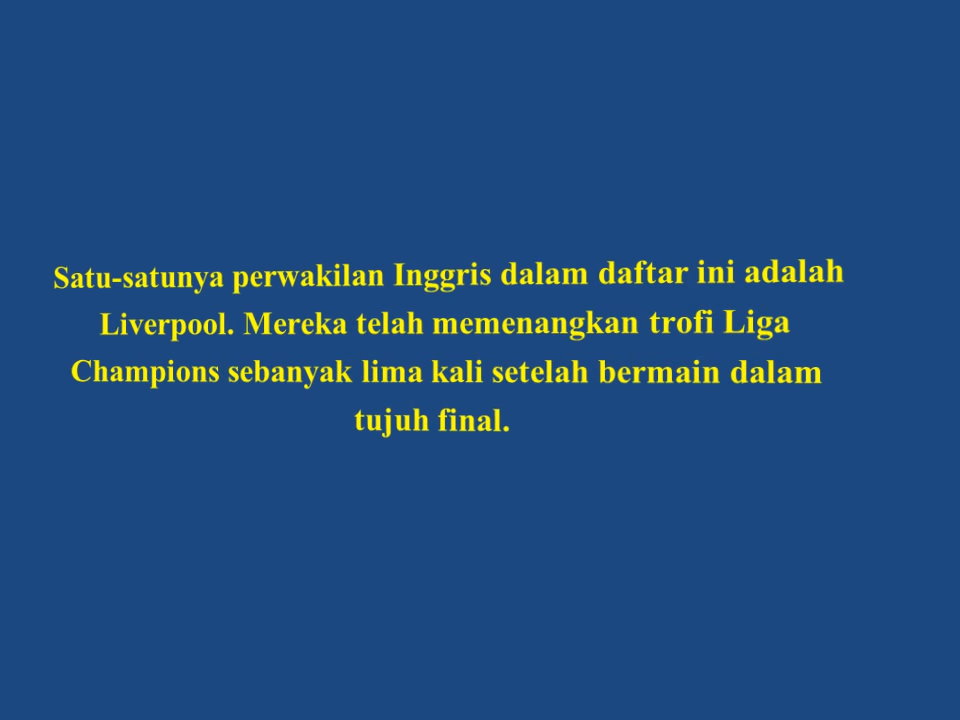 Satu-satunya perwakilan Inggris dalam daftar ini adalah
Liverpool. Mereka telah memenangkan trofi Liga
Champions sebanyak lima kali setelah bermain dalam
tujuh final.